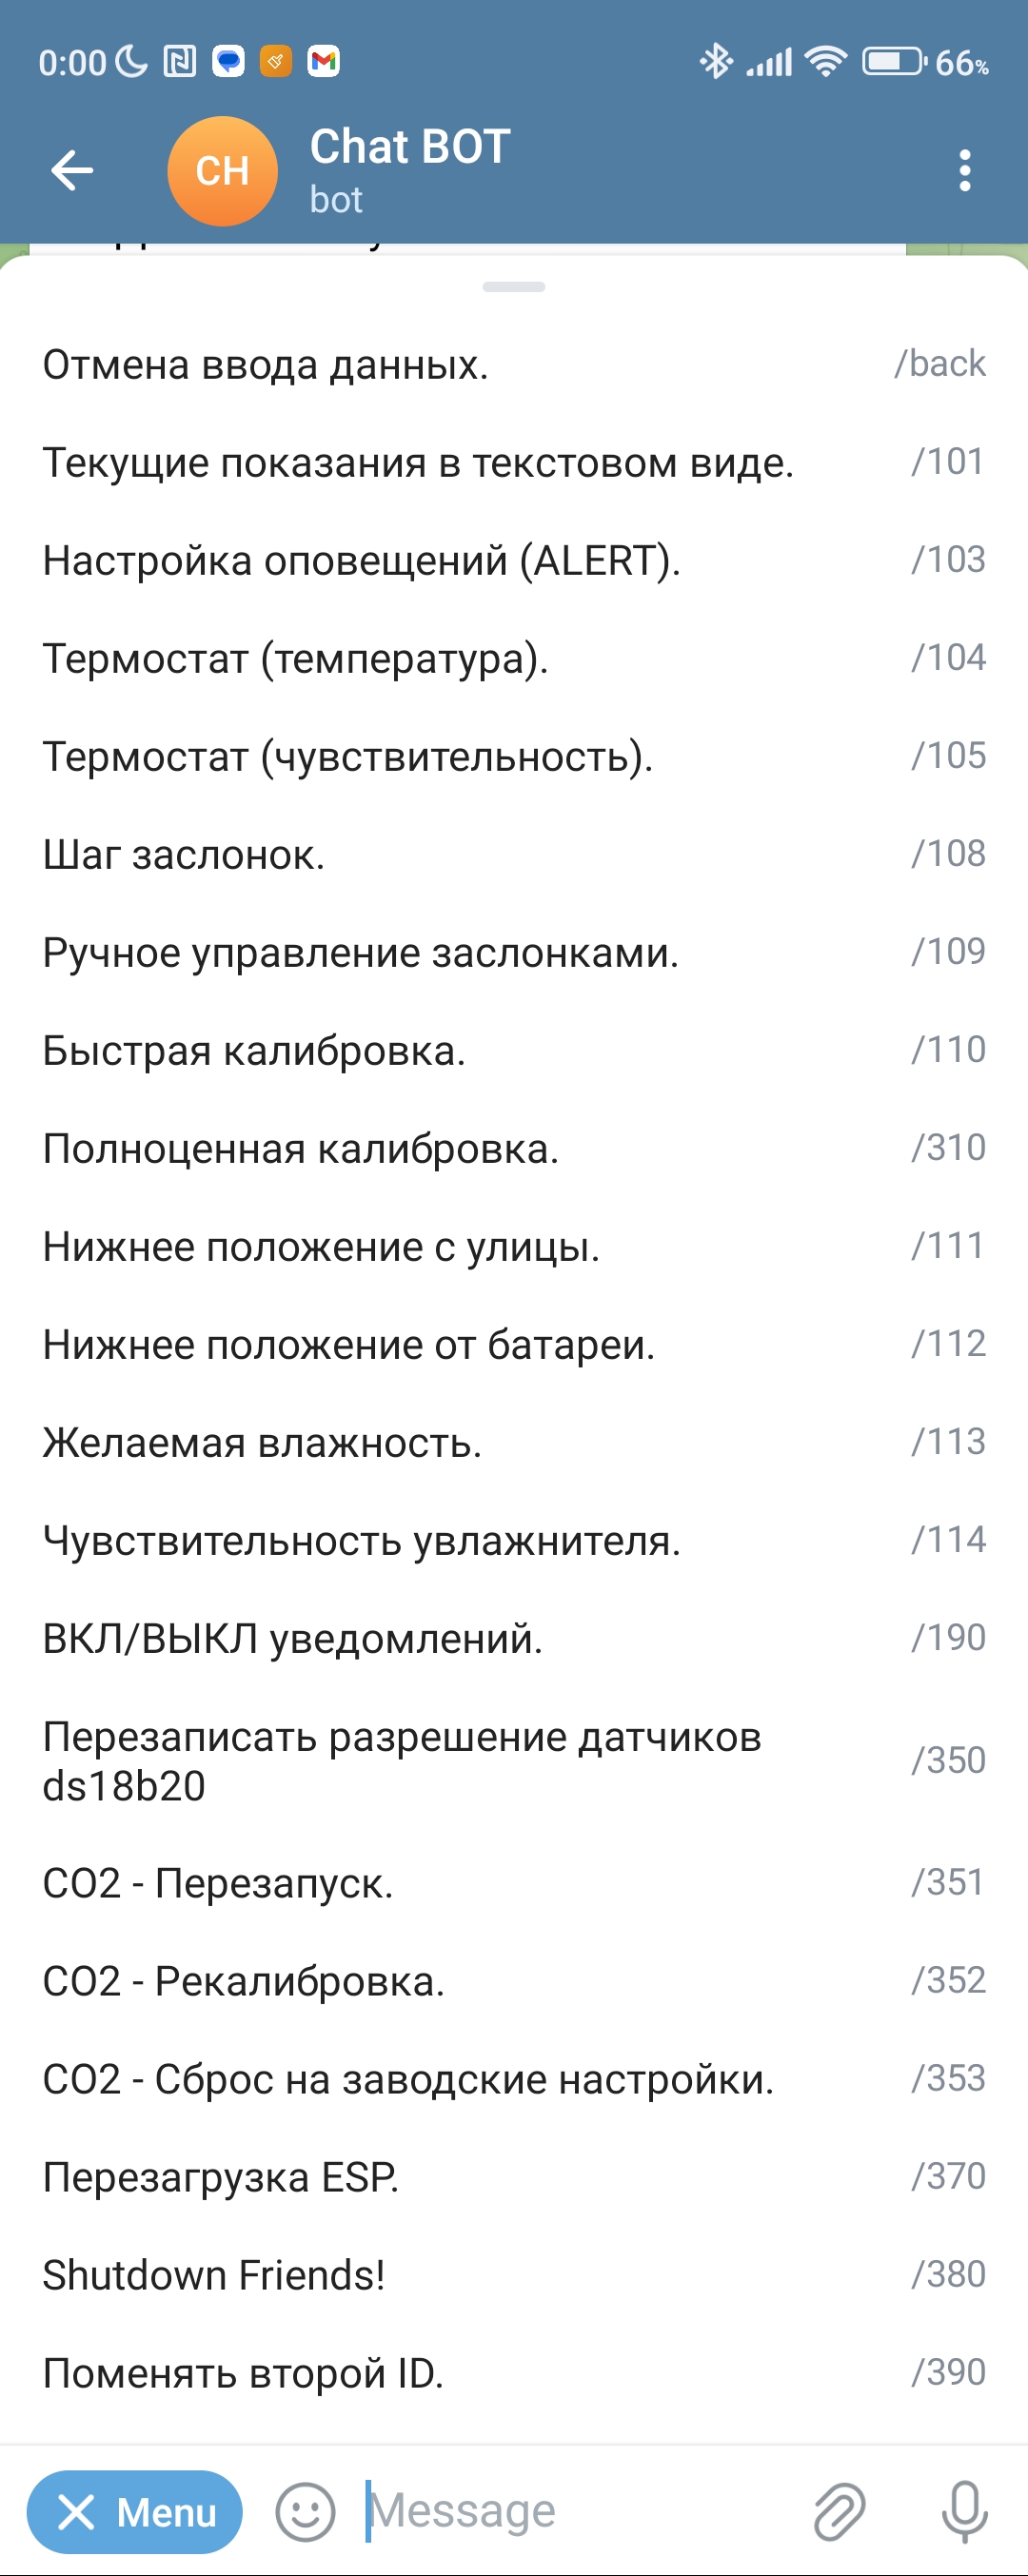 0:00
66%
CH
Chat BOT
bot
Отмена ввода данных. /back
Текущие показания в текстовом виде. /101
Настройка оповещений (ALERT). /103
Термостат (температура). /104
Термостат (чувствительность). /105
Шаг заслонок. /108
Ручное управление заслонками. /109
Быстрая калибровка. /110
Полноценная калибровка. /310
Нижнее положение с улицы. /111
Нижнее положение от батареи. /112
Желаемая влажность. /113
Чувствительность увлажнителя. /114
ВКЛ/ВЫКЛ уведомлений. /190
Перезаписать разрешение датчиков
ds18b20 /350
CO2 - Перезапуск. /351
CO2 - Рекалибровка. /352
CO2 - Сброс на заводские настройки. /353
Перезагрузка ESP. /370
Shutdown Friends! /380
Поменять второй ID. /390
Menu
Message